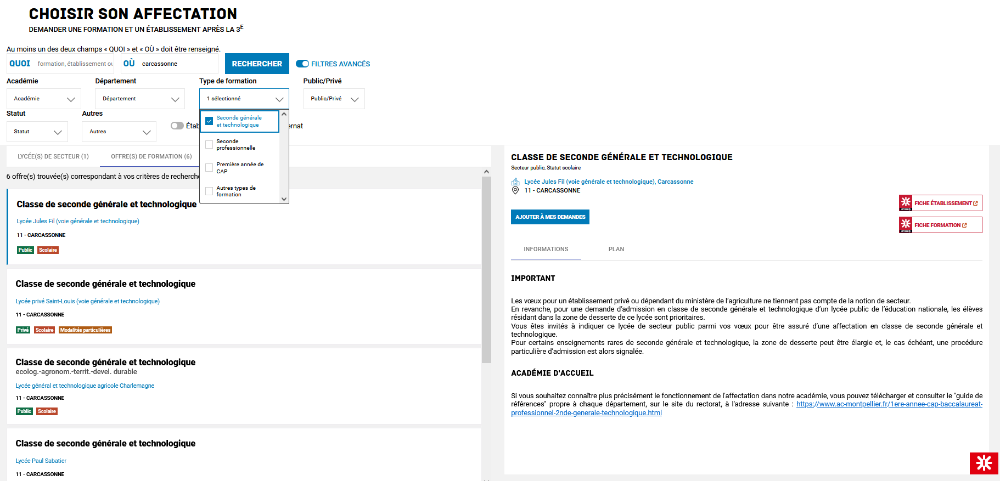 CHOISIR SON AFFECTATION
DEMANDER UNE FORMATION ET UN ÉTABLISSEMENT APRÈS LA 3E
Au moins un des deux champs « QUOI » et « OÙ » doit être renseigné.
QUOI formation, établissement ou
OÙ carcassonne
RECHERCHER
FILTRES AVANCÉS
Académie
Département
Type de formation
Public/Privé
Académie
Département
1 sélectionné
Public/Privé
Seconde générale
et technologique
Seconde
professionnelle
Première année de
CAP
Autres types de
formation
Statut
Autres
Statut
Autres
Étab
ernat
LYCÉE(S) DE SECTEUR (1)
OFFRE(S) DE FORMATION (6)
6 offre(s) trouvée(s) correspondant à vos critères de recherche
Classe de seconde générale et technologique
Lycée Jules Fil (voie générale et technologique)
11 - CARCASSONNE
Public Scolaire
Classe de seconde générale et technologique
Lycée privé Saint-Louis (voie générale et technologique)
11 - CARCASSONNE
Privé Scolaire Modalités particulières
Classe de seconde générale et technologique
ecolog.-agronom.-territ.-devel. durable
Lycée général et technologique agricole Charlemagne
11 - CARCASSONNE
Public Scolaire
Classe de seconde générale et technologique
Lycée Paul Sabatier
11 - CARCASSONNE
CLASSE DE SECONDE GÉNÉRALE ET TECHNOLOGIQUE
Secteur public, Statut scolaire
Lycée Jules Fil (voie générale et technologique), Carcassonne
11 - CARCASSONNE
onisep FICHE ÉTABLISSEMENT
AJOUTER À MES DEMANDES
onisep FICHE FORMATION
INFORMATIONS
PLAN
IMPORTANT
Les vœux pour un établissement privé ou dépendant du ministère de l’agriculture ne tiennent pas compte de la notion de secteur.
En revanche, pour une demande d’admission en classe de seconde générale et technologique d’un lycée public de l’éducation nationale, les élèves
résidant dans la zone de desserte de ce lycée sont prioritaires.
Vous êtes invités à indiquer ce lycée de secteur public parmi vos vœux pour être assuré d’une affectation en classe de seconde générale et
technologique.
Pour certains enseignements rares de seconde générale et technologique, la zone de desserte peut être élargie et, le cas échéant, une procédure
particulière d’admission est alors signalée.
ACADÉMIE D'ACCUEIL
Si vous souhaitez connaître plus précisément le fonctionnement de l'affectation dans notre académie, vous pouvez télécharger et consulter le "guide de
références" propre à chaque département, sur le site du rectorat, à l'adresse suivante : https://www.ac-montpellier.fr/1ere-annee-cap-baccalaureat-
professionnel-2nde-generale-technologique.html